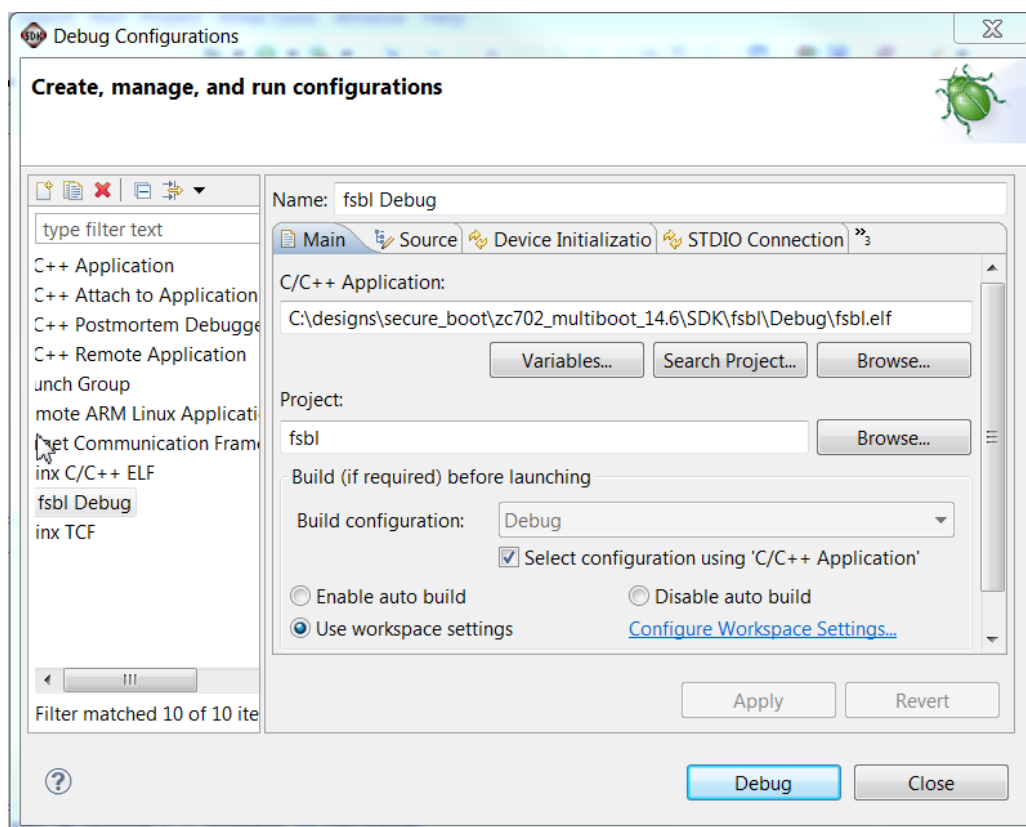 SDK Debug Configurations
Create, manage, and run configurations
Name: fsbl Debug
type filter text
Main Source Device Initializatio STDIO Connection »3
C++ Application
C++ Attach to Application
C++ Postmortem Debugge
C++ Remote Application
unch Group
mote ARM Linux Applicati
net Communication Frame
inx C/C++ ELF
fsbl Debug
inx TCF
Filter matched 10 of 10 ite
C/C++ Application:
C:\designs\secure_boot\zc702_multiboot_14.6\SDK\fsbl\Debug\fsbl.elf
Variables... Search Project... Browse...
Project:
fsbl Browse...
Build (if required) before launching
Build configuration: Debug
Select configuration using 'C/C++ Application'
Enable auto build Disable auto build
Use workspace settings Configure Workspace Settings...
Apply Revert
? Debug Close